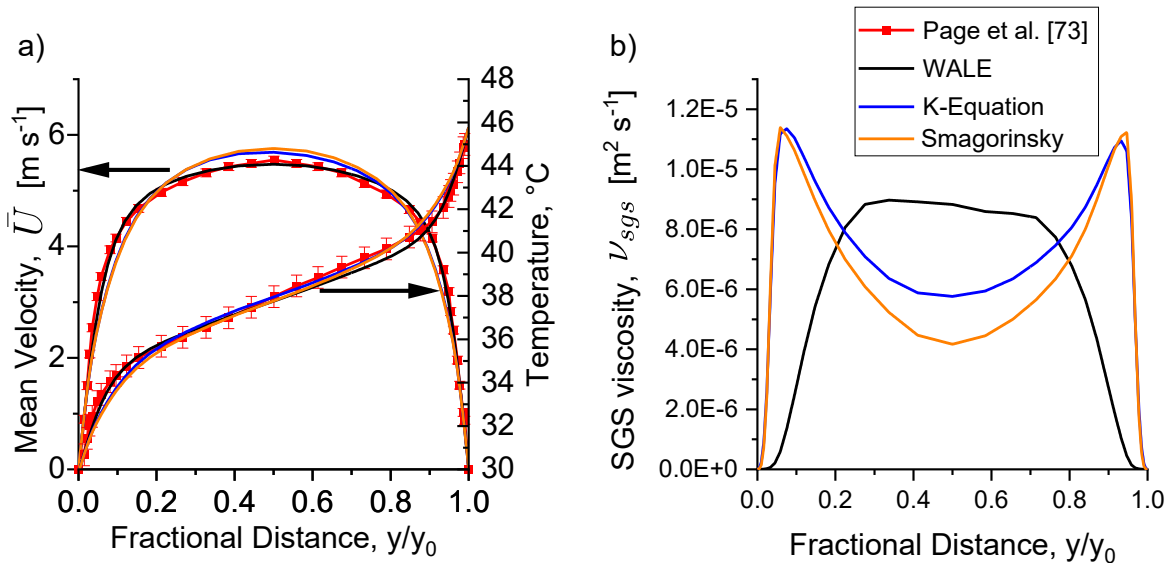 a)
Mean Velocity, Ū [m s⁻¹]
6
4
2
0
48
46
44
42
40
38
36
34
32
30
Temperature, °C
0.0 0.2 0.4 0.6 0.8 1.0
Fractional Distance, y/y₀
b)
Page et al. [73]
WALE
K-Equation
Smagorinsky
SGS viscosity, νsgs [m² s⁻¹]
1.2E-5
1.0E-5
8.0E-6
6.0E-6
4.0E-6
2.0E-6
0.0E-6
0.0 0.2 0.4 0.6 0.8 1.0
Fractional Distance, y/y₀